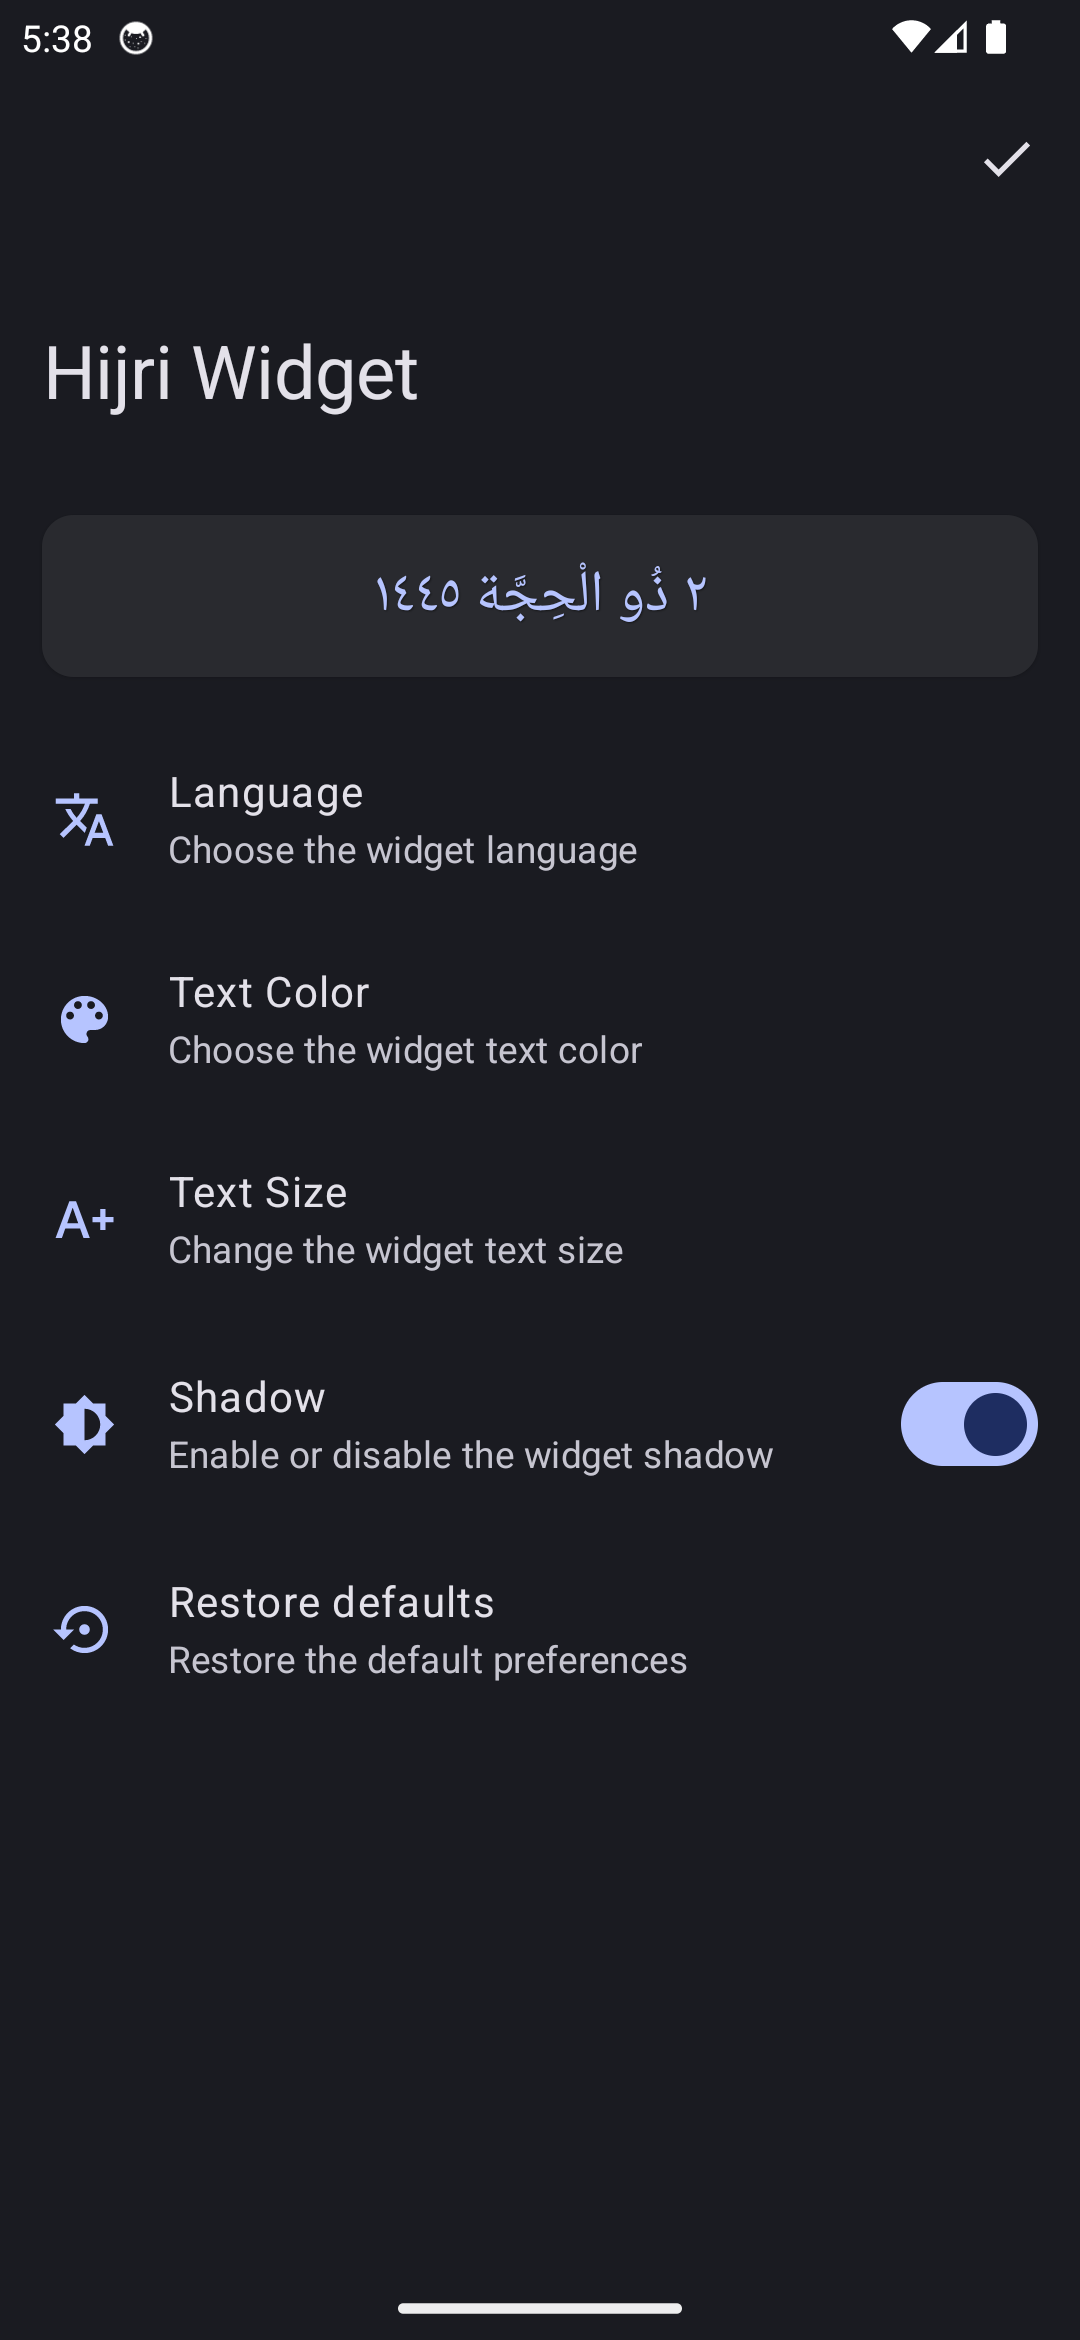 5:38
Hijri Widget
٢ ذُو الْحِجَّة ١٤٤٥
Language
Choose the widget language
Text Color
Choose the widget text color
Text Size
Change the widget text size
Shadow
Enable or disable the widget shadow
Restore defaults
Restore the default preferences